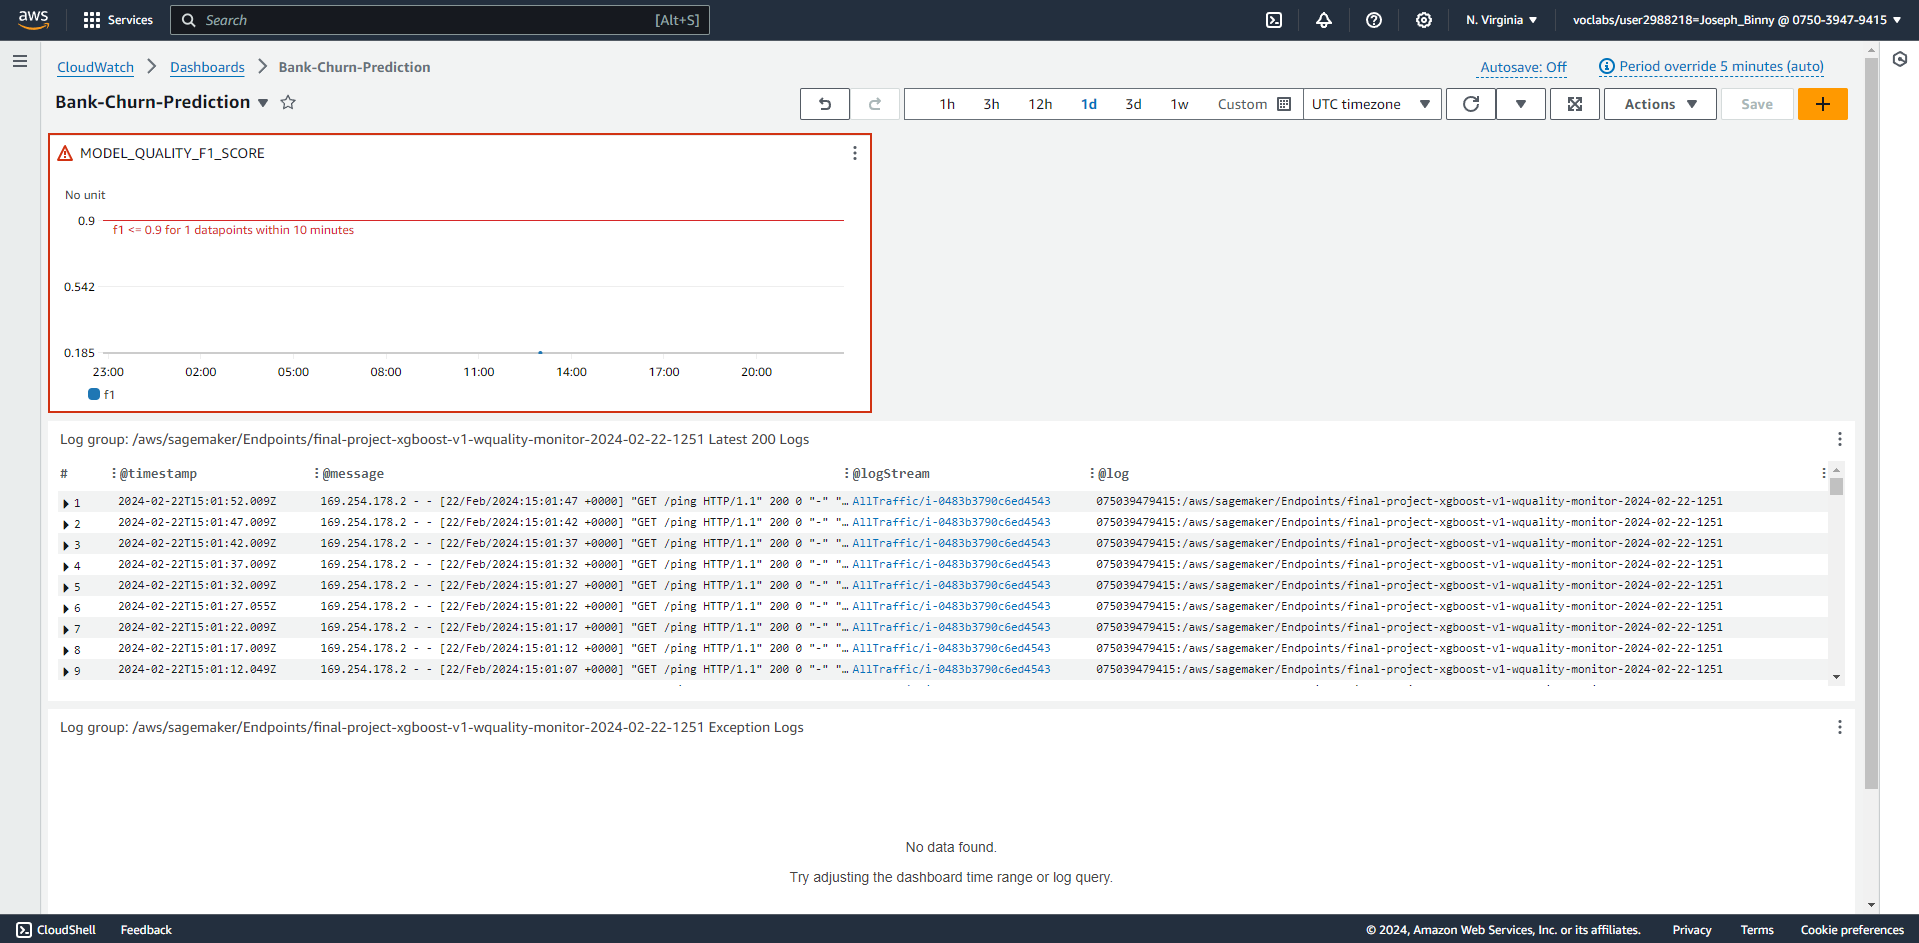 aws Services Search [Alt+S] N. Virginia voclabs/user2988218=Joseph_Binny @ 0750-3947-9415
CloudWatch Dashboards Bank-Churn-Prediction Autosave: Off Period override 5 minutes (auto)
Bank-Churn-Prediction 1h 3h 12h 1d 3d 1w Custom UTC timezone Actions Save
MODEL_QUALITY_F1_SCORE
No unit
0.9
f1 <= 0.9 for 1 datapoints within 10 minutes
0.542
0.185
23:00 02:00 05:00 08:00 11:00 14:00 17:00 20:00
f1
Log group: /aws/sagemaker/Endpoints/final-project-xgboost-v1-wquality-monitor-2024-02-22-1251 Latest 200 Logs
# @timestamp @message @logStream @log
1 2024-02-22T15:01:52.009Z 169.254.178.2 - - [22/Feb/2024:15:01:47 +0000] "GET /ping HTTP/1.1" 200 0 "-" "… AllTraffic/i-0483b3790c6ed4543 075039479415:/aws/sagemaker/Endpoints/final-project-xgboost-v1-wquality-monitor-2024-02-22-1251
2 2024-02-22T15:01:47.009Z 169.254.178.2 - - [22/Feb/2024:15:01:42 +0000] "GET /ping HTTP/1.1" 200 0 "-" "… AllTraffic/i-0483b3790c6ed4543 075039479415:/aws/sagemaker/Endpoints/final-project-xgboost-v1-wquality-monitor-2024-02-22-1251
3 2024-02-22T15:01:42.009Z 169.254.178.2 - - [22/Feb/2024:15:01:37 +0000] "GET /ping HTTP/1.1" 200 0 "-" "… AllTraffic/i-0483b3790c6ed4543 075039479415:/aws/sagemaker/Endpoints/final-project-xgboost-v1-wquality-monitor-2024-02-22-1251
4 2024-02-22T15:01:37.009Z 169.254.178.2 - - [22/Feb/2024:15:01:32 +0000] "GET /ping HTTP/1.1" 200 0 "-" "… AllTraffic/i-0483b3790c6ed4543 075039479415:/aws/sagemaker/Endpoints/final-project-xgboost-v1-wquality-monitor-2024-02-22-1251
5 2024-02-22T15:01:32.009Z 169.254.178.2 - - [22/Feb/2024:15:01:27 +0000] "GET /ping HTTP/1.1" 200 0 "-" "… AllTraffic/i-0483b3790c6ed4543 075039479415:/aws/sagemaker/Endpoints/final-project-xgboost-v1-wquality-monitor-2024-02-22-1251
6 2024-02-22T15:01:27.055Z 169.254.178.2 - - [22/Feb/2024:15:01:22 +0000] "GET /ping HTTP/1.1" 200 0 "-" "… AllTraffic/i-0483b3790c6ed4543 075039479415:/aws/sagemaker/Endpoints/final-project-xgboost-v1-wquality-monitor-2024-02-22-1251
7 2024-02-22T15:01:22.009Z 169.254.178.2 - - [22/Feb/2024:15:01:17 +0000] "GET /ping HTTP/1.1" 200 0 "-" "… AllTraffic/i-0483b3790c6ed4543 075039479415:/aws/sagemaker/Endpoints/final-project-xgboost-v1-wquality-monitor-2024-02-22-1251
8 2024-02-22T15:01:17.009Z 169.254.178.2 - - [22/Feb/2024:15:01:12 +0000] "GET /ping HTTP/1.1" 200 0 "-" "… AllTraffic/i-0483b3790c6ed4543 075039479415:/aws/sagemaker/Endpoints/final-project-xgboost-v1-wquality-monitor-2024-02-22-1251
9 2024-02-22T15:01:12.049Z 169.254.178.2 - - [22/Feb/2024:15:01:07 +0000] "GET /ping HTTP/1.1" 200 0 "-" "… AllTraffic/i-0483b3790c6ed4543 075039479415:/aws/sagemaker/Endpoints/final-project-xgboost-v1-wquality-monitor-2024-02-22-1251
Log group: /aws/sagemaker/Endpoints/final-project-xgboost-v1-wquality-monitor-2024-02-22-1251 Exception Logs
No data found.
Try adjusting the dashboard time range or log query.
CloudShell Feedback © 2024, Amazon Web Services, Inc. or its affiliates. Privacy Terms Cookie preferences